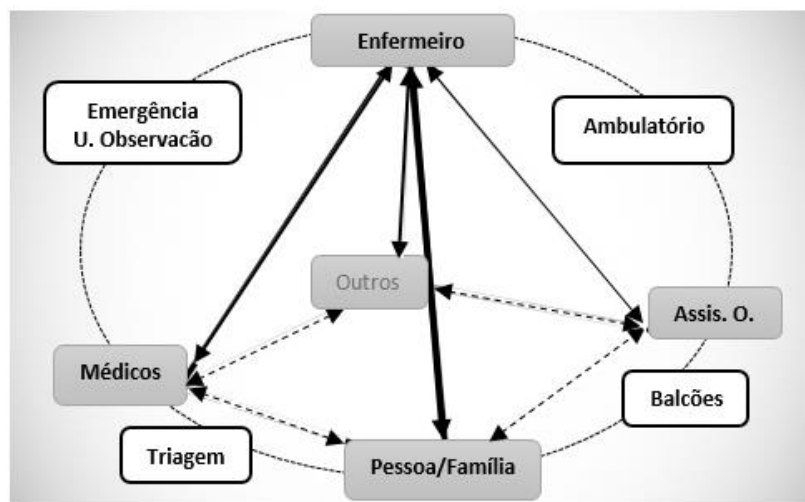 Enfermeiro
Emergência
U. Observacão
Ambulatório
Outros
Assis. O.
Médicos
Balcões
Triagem
Pessoa/Família